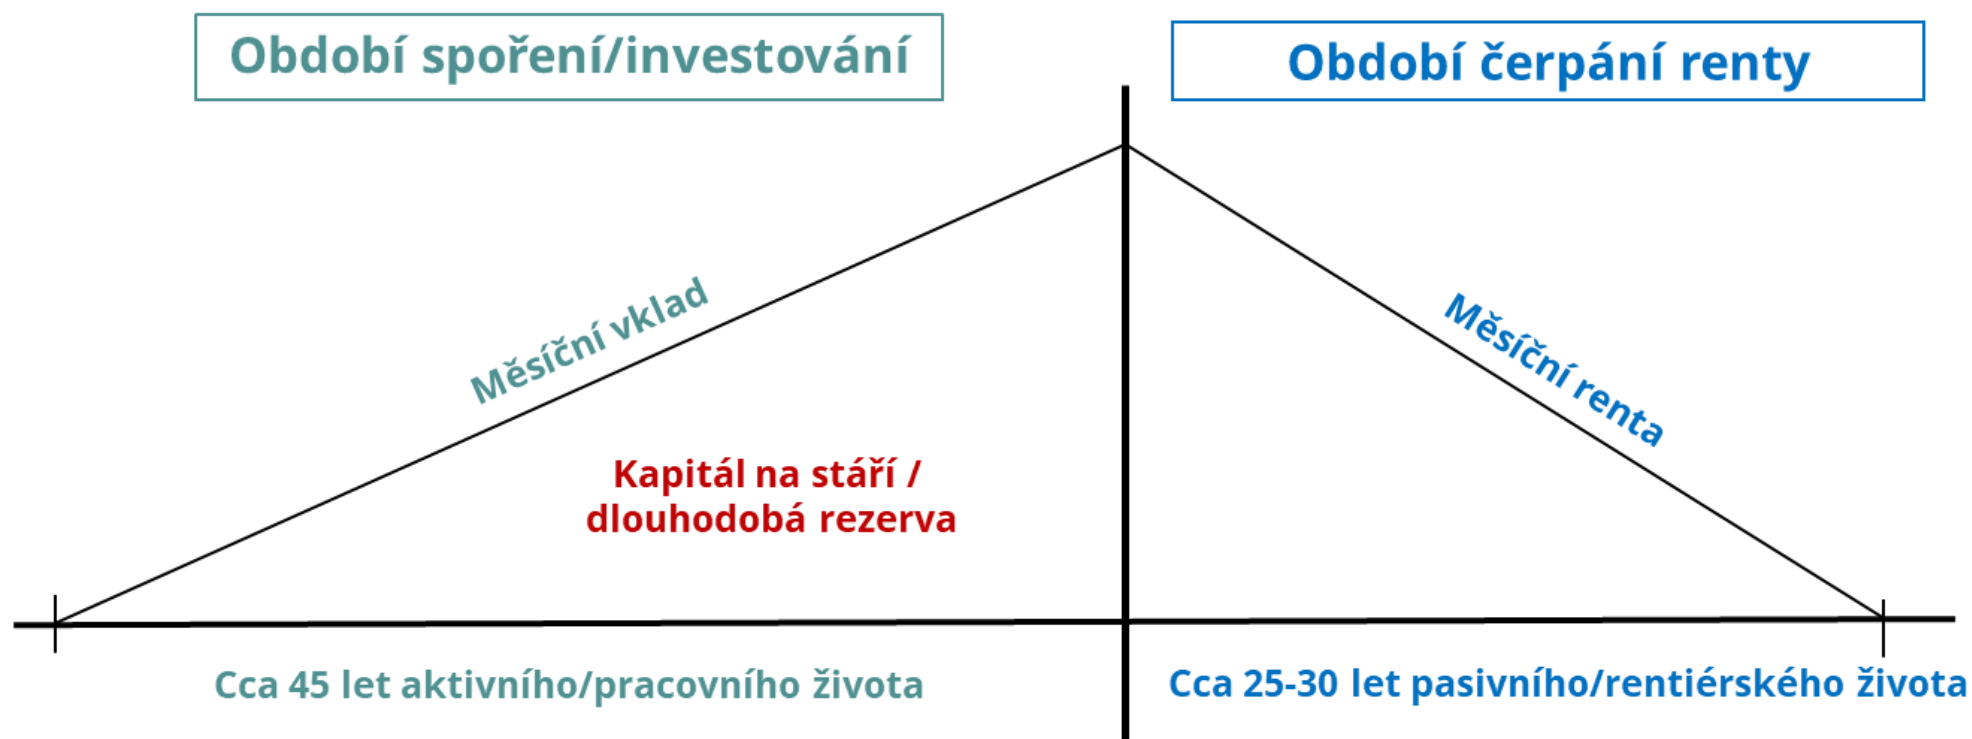 Období spoření/investování
Období čerpání renty
Měsíční vklad
Měsíční renta
Kapitál na stáří /
dlouhodobá rezerva
Cca 45 let aktivního/pracovního života
Cca 25-30 let pasivního/rentiérského života